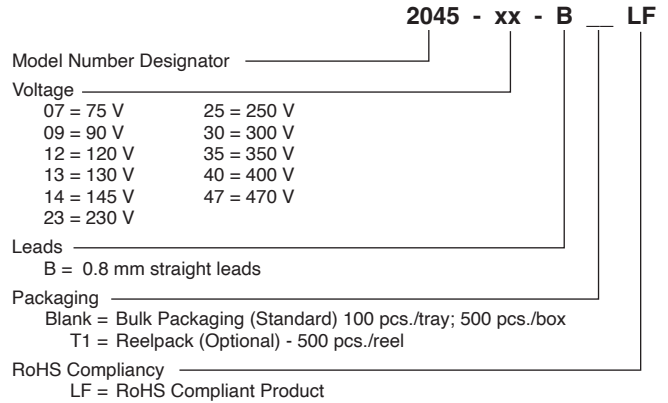 2045 - xx - B __ LF
Model Number Designator
Voltage
07 = 75 V 25 = 250 V
09 = 90 V 30 = 300 V
12 = 120 V 35 = 350 V
13 = 130 V 40 = 400 V
14 = 145 V 47 = 470 V
23 = 230 V
Leads
B = 0.8 mm straight leads
Packaging
Blank = Bulk Packaging (Standard) 100 pcs./tray; 500 pcs./box
T1 = Reelpack (Optional) - 500 pcs./reel
RoHS Compliancy
LF = RoHS Compliant Product